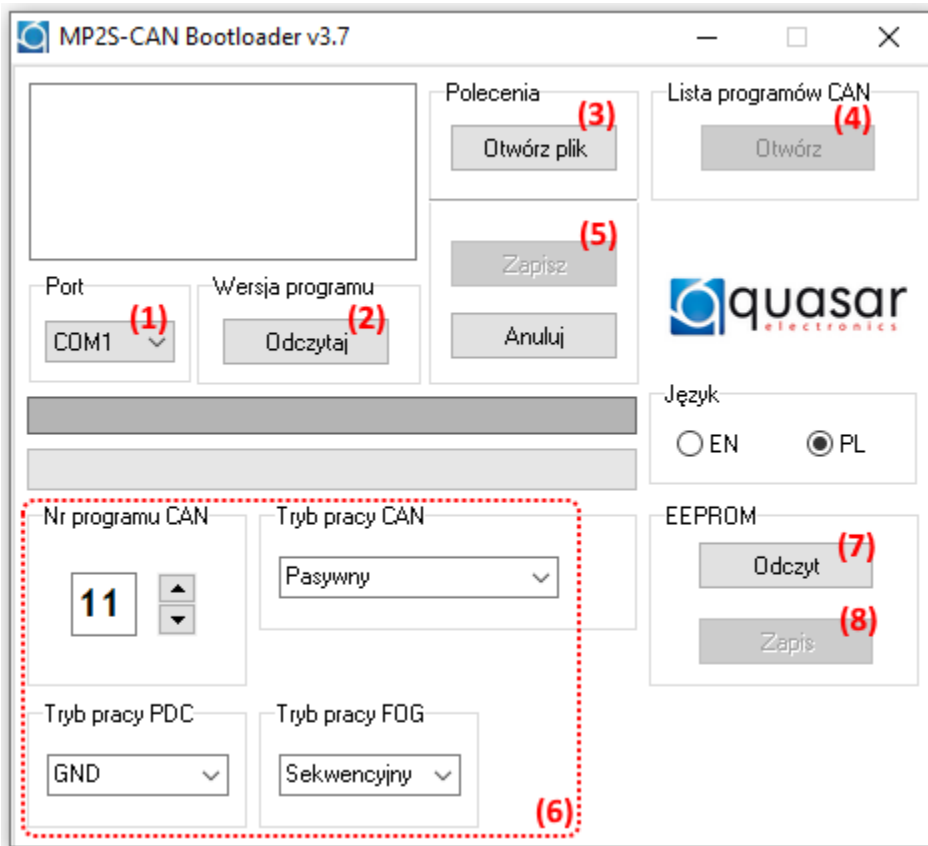 MP2S-CAN Bootloader v3.7
Polecenia
(3)
Otwórz plik
Lista programów CAN
(4)
Otwórz
(5)
Zapisz
Anuluj
Port
(1)
COM1
Wersja programu
(2)
Odczytaj
quasar
electronics
Język
EN
PL
Nr programu CAN
11
Tryb pracy CAN
Pasywny
EEPROM
(7)
Odczyt
(8)
Zapis
Tryb pracy PDC
GND
Tryb pracy FOG
Sekwencyjny
(6)